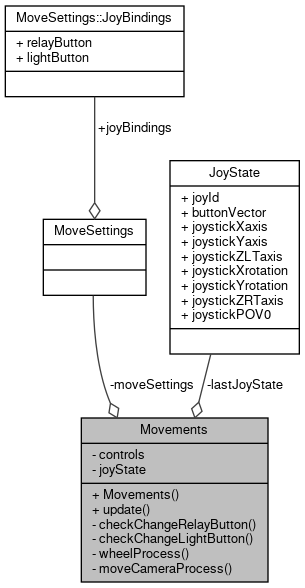 MoveSettings::JoyBindings
+ relayButton
+ lightButton
+joyBindings
MoveSettings
JoyState
+ joyId
+ buttonVector
+ joystickXaxis
+ joystickYaxis
+ joystickZLTaxis
+ joystickXrotation
+ joystickYrotation
+ joystickZRTaxis
+ joystickPOV0
-moveSettings
-lastJoyState
Movements
- controls
- joyState
+ Movements()
+ update()
- checkChangeRelayButton()
- checkChangeLightButton()
- wheelProcess()
- moveCameraProcess()